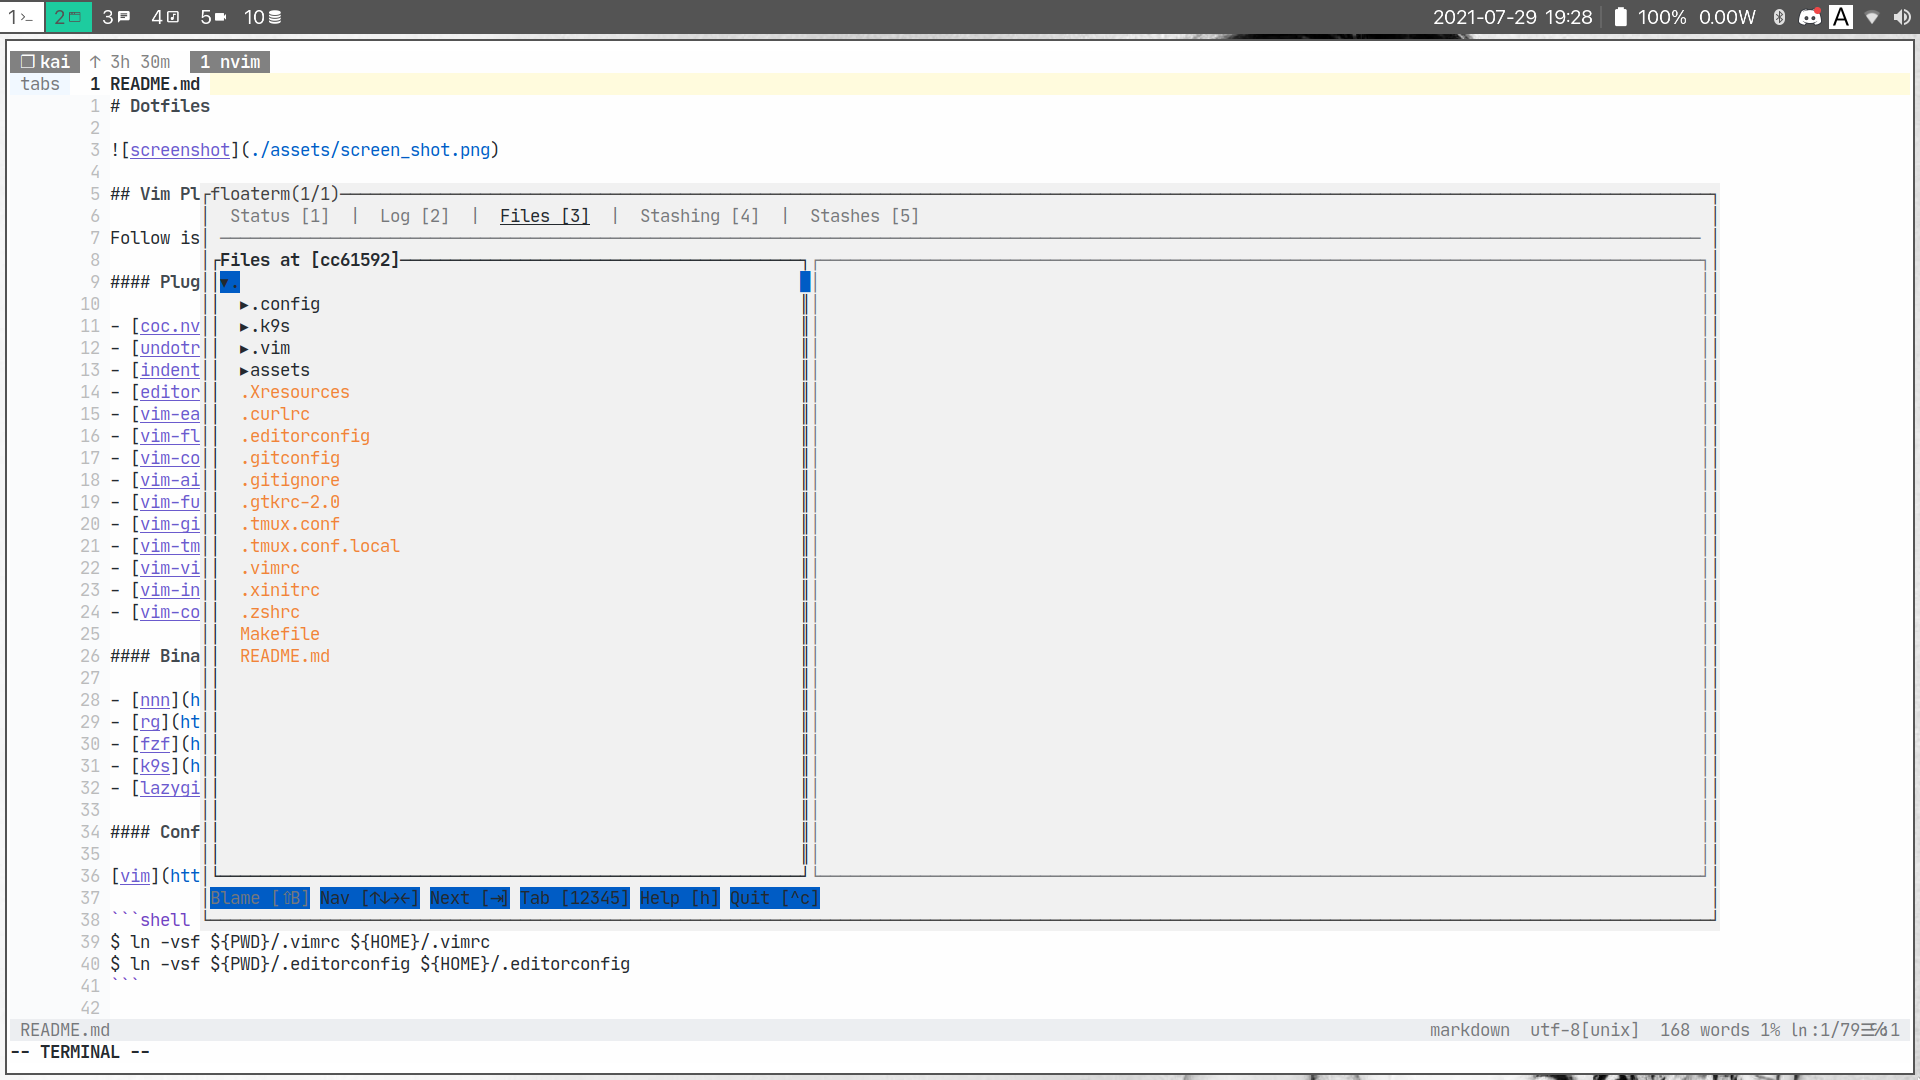 1 2 3 4 5 10 2021-07-29 19:28 100% 0.00W A
kai ↑ 3h 30m 1 nvim
tabs 1 README.md
1 # Dotfiles
2
3 ![screenshot](./assets/screen_shot.png)
4
5 ## Vim Pl floaterm(1/1)
6 Status [1] | Log [2] | Files [3] | Stashing [4] | Stashes [5]
7 Follow is
8 Files at [cc61592]
9 #### Plug ▾.
10 ▸.config
11 - [coc.nv ▸.k9s
12 - [undotr ▸.vim
13 - [indent ▸assets
14 - [editor .Xresources
15 - [vim-ea .curlrc
16 - [vim-fl .editorconfig
17 - [vim-co .gitconfig
18 - [vim-ai .gitignore
19 - [vim-fu .gtkrc-2.0
20 - [vim-gi .tmux.conf
21 - [vim-tm .tmux.conf.local
22 - [vim-vi .vimrc
23 - [vim-in .xinitrc
24 - [vim-co .zshrc
25 Makefile
26 #### Bina README.md
27
28 - [nnn](h
29 - [rg](ht
30 - [fzf](h
31 - [k9s](h
32 - [lazygi
33
34 #### Conf
35
36 [vim](htt
37 Blame [⇧B] Nav [↑↓→←] Next [⇥] Tab [12345] Help [h] Quit [^c]
38 ```shell
39 $ ln -vsf ${PWD}/.vimrc ${HOME}/.vimrc
40 $ ln -vsf ${PWD}/.editorconfig ${HOME}/.editorconfig
41 ```
42
README.md markdown utf-8[unix] 168 words 1% ln:1/79
-- TERMINAL --